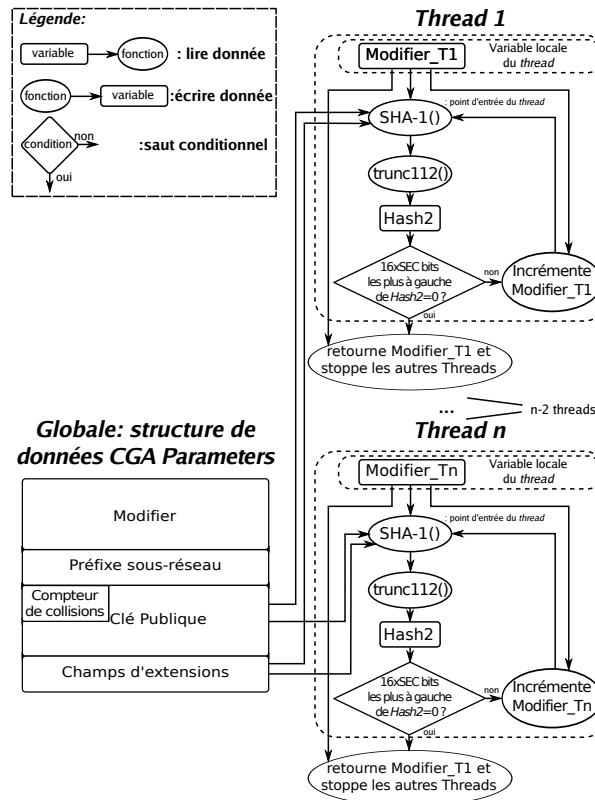 Légende:
variable
fonction
: lire donnée
fonction
variable
:écrire donnée
condition
non
:saut conditionnel
oui
Thread 1
Modifier_T1
Variable locale
du thread
SHA-1()
: point d'entrée du thread
trunc112()
Hash2
16xSEC bits
les plus à gauche
de Hash2=0 ?
non
Incrémente
Modifier_T1
oui
retourne Modifier_T1 et
stoppe les autres Threads
...
n-2 threads
Globale: structure de
données CGA Parameters
Modifier
Préfixe sous-réseau
Compteur
de collisions
Clé Publique
Champs d'extensions
Thread n
Modifier_Tn
Variable locale
du thread
SHA-1()
: point d'entrée du thread
trunc112()
Hash2
16xSEC bits
les plus à gauche
de Hash2=0 ?
non
Incrémente
Modifier_Tn
oui
retourne Modifier_T1 et
stoppe les autres Threads